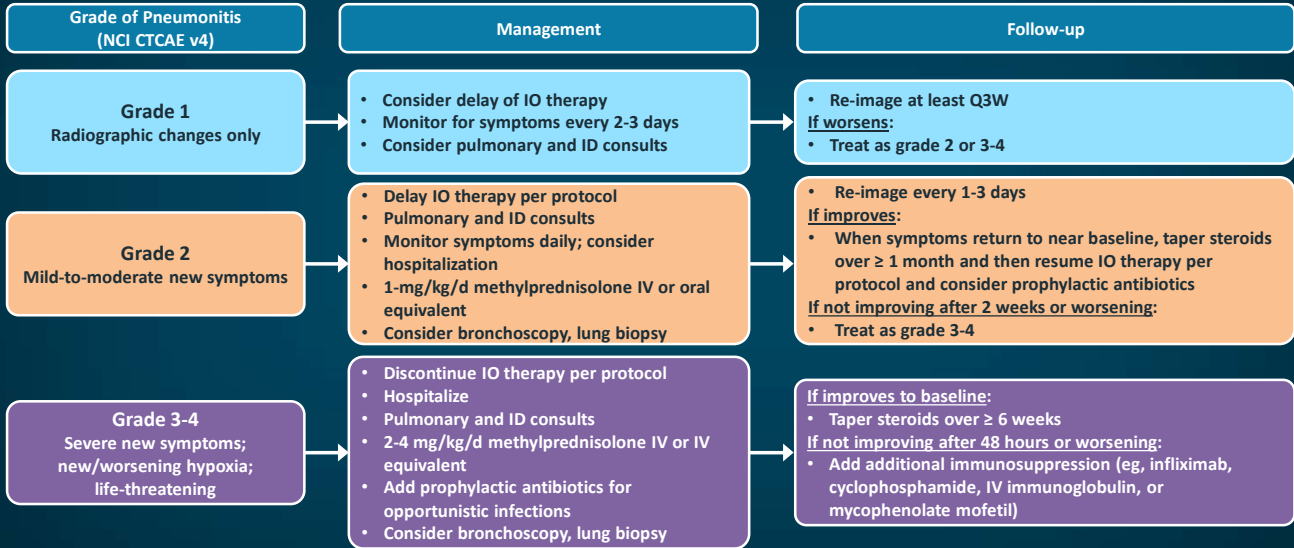 Grade of Pneumonitis
(NCI CTCAE v4)
Management
Follow-up
Grade 1
Radiographic changes only
• Consider delay of IO therapy
• Monitor for symptoms every 2-3 days
• Consider pulmonary and ID consults
• Re-image at least Q3W
If worsens:
• Treat as grade 2 or 3-4
Grade 2
Mild-to-moderate new symptoms
• Delay IO therapy per protocol
• Pulmonary and ID consults
• Monitor symptoms daily; consider
hospitalization
• 1-mg/kg/d methylprednisolone IV or oral
equivalent
• Consider bronchoscopy, lung biopsy
• Re-image every 1-3 days
If improves:
• When symptoms return to near baseline, taper steroids
over ≥ 1 month and then resume IO therapy per
protocol and consider prophylactic antibiotics
If not improving after 2 weeks or worsening:
• Treat as grade 3-4
Grade 3-4
Severe new symptoms;
new/worsening hypoxia;
life-threatening
• Discontinue IO therapy per protocol
• Hospitalize
• Pulmonary and ID consults
• 2-4 mg/kg/d methylprednisolone IV or IV
equivalent
• Add prophylactic antibiotics for
opportunistic infections
• Consider bronchoscopy, lung biopsy
If improves to baseline:
• Taper steroids over ≥ 6 weeks
If not improving after 48 hours or worsening:
• Add additional immunosuppression (eg, infliximab,
cyclophosphamide, IV immunoglobulin, or
mycophenolate mofetil)